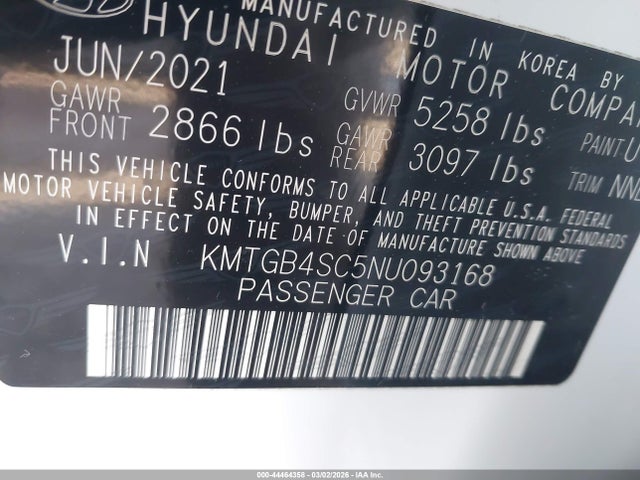 MANUFACTURED IN KOREA BY
HYUNDAI MOTOR COMPA
JUN/2021 GVWR 5258 lbs PAINT U
GAWR FRONT 2866 lbs GAWR REAR 3097 lbs TRIM NN
THIS VEHICLE CONFORMS TO ALL APPLICABLE U.S.A. FEDERAL
MOTOR VEHICLE SAFETY, BUMPER, AND THEFT PREVENTION STANDARDS
IN EFFECT ON THE DATE OF MANUFACTURE SHOWN ABOVE
V.I.N KMTGB4SC5NU093168
PASSENGER CAR
000-44464358 - 03/02/2026 - IAA Inc.